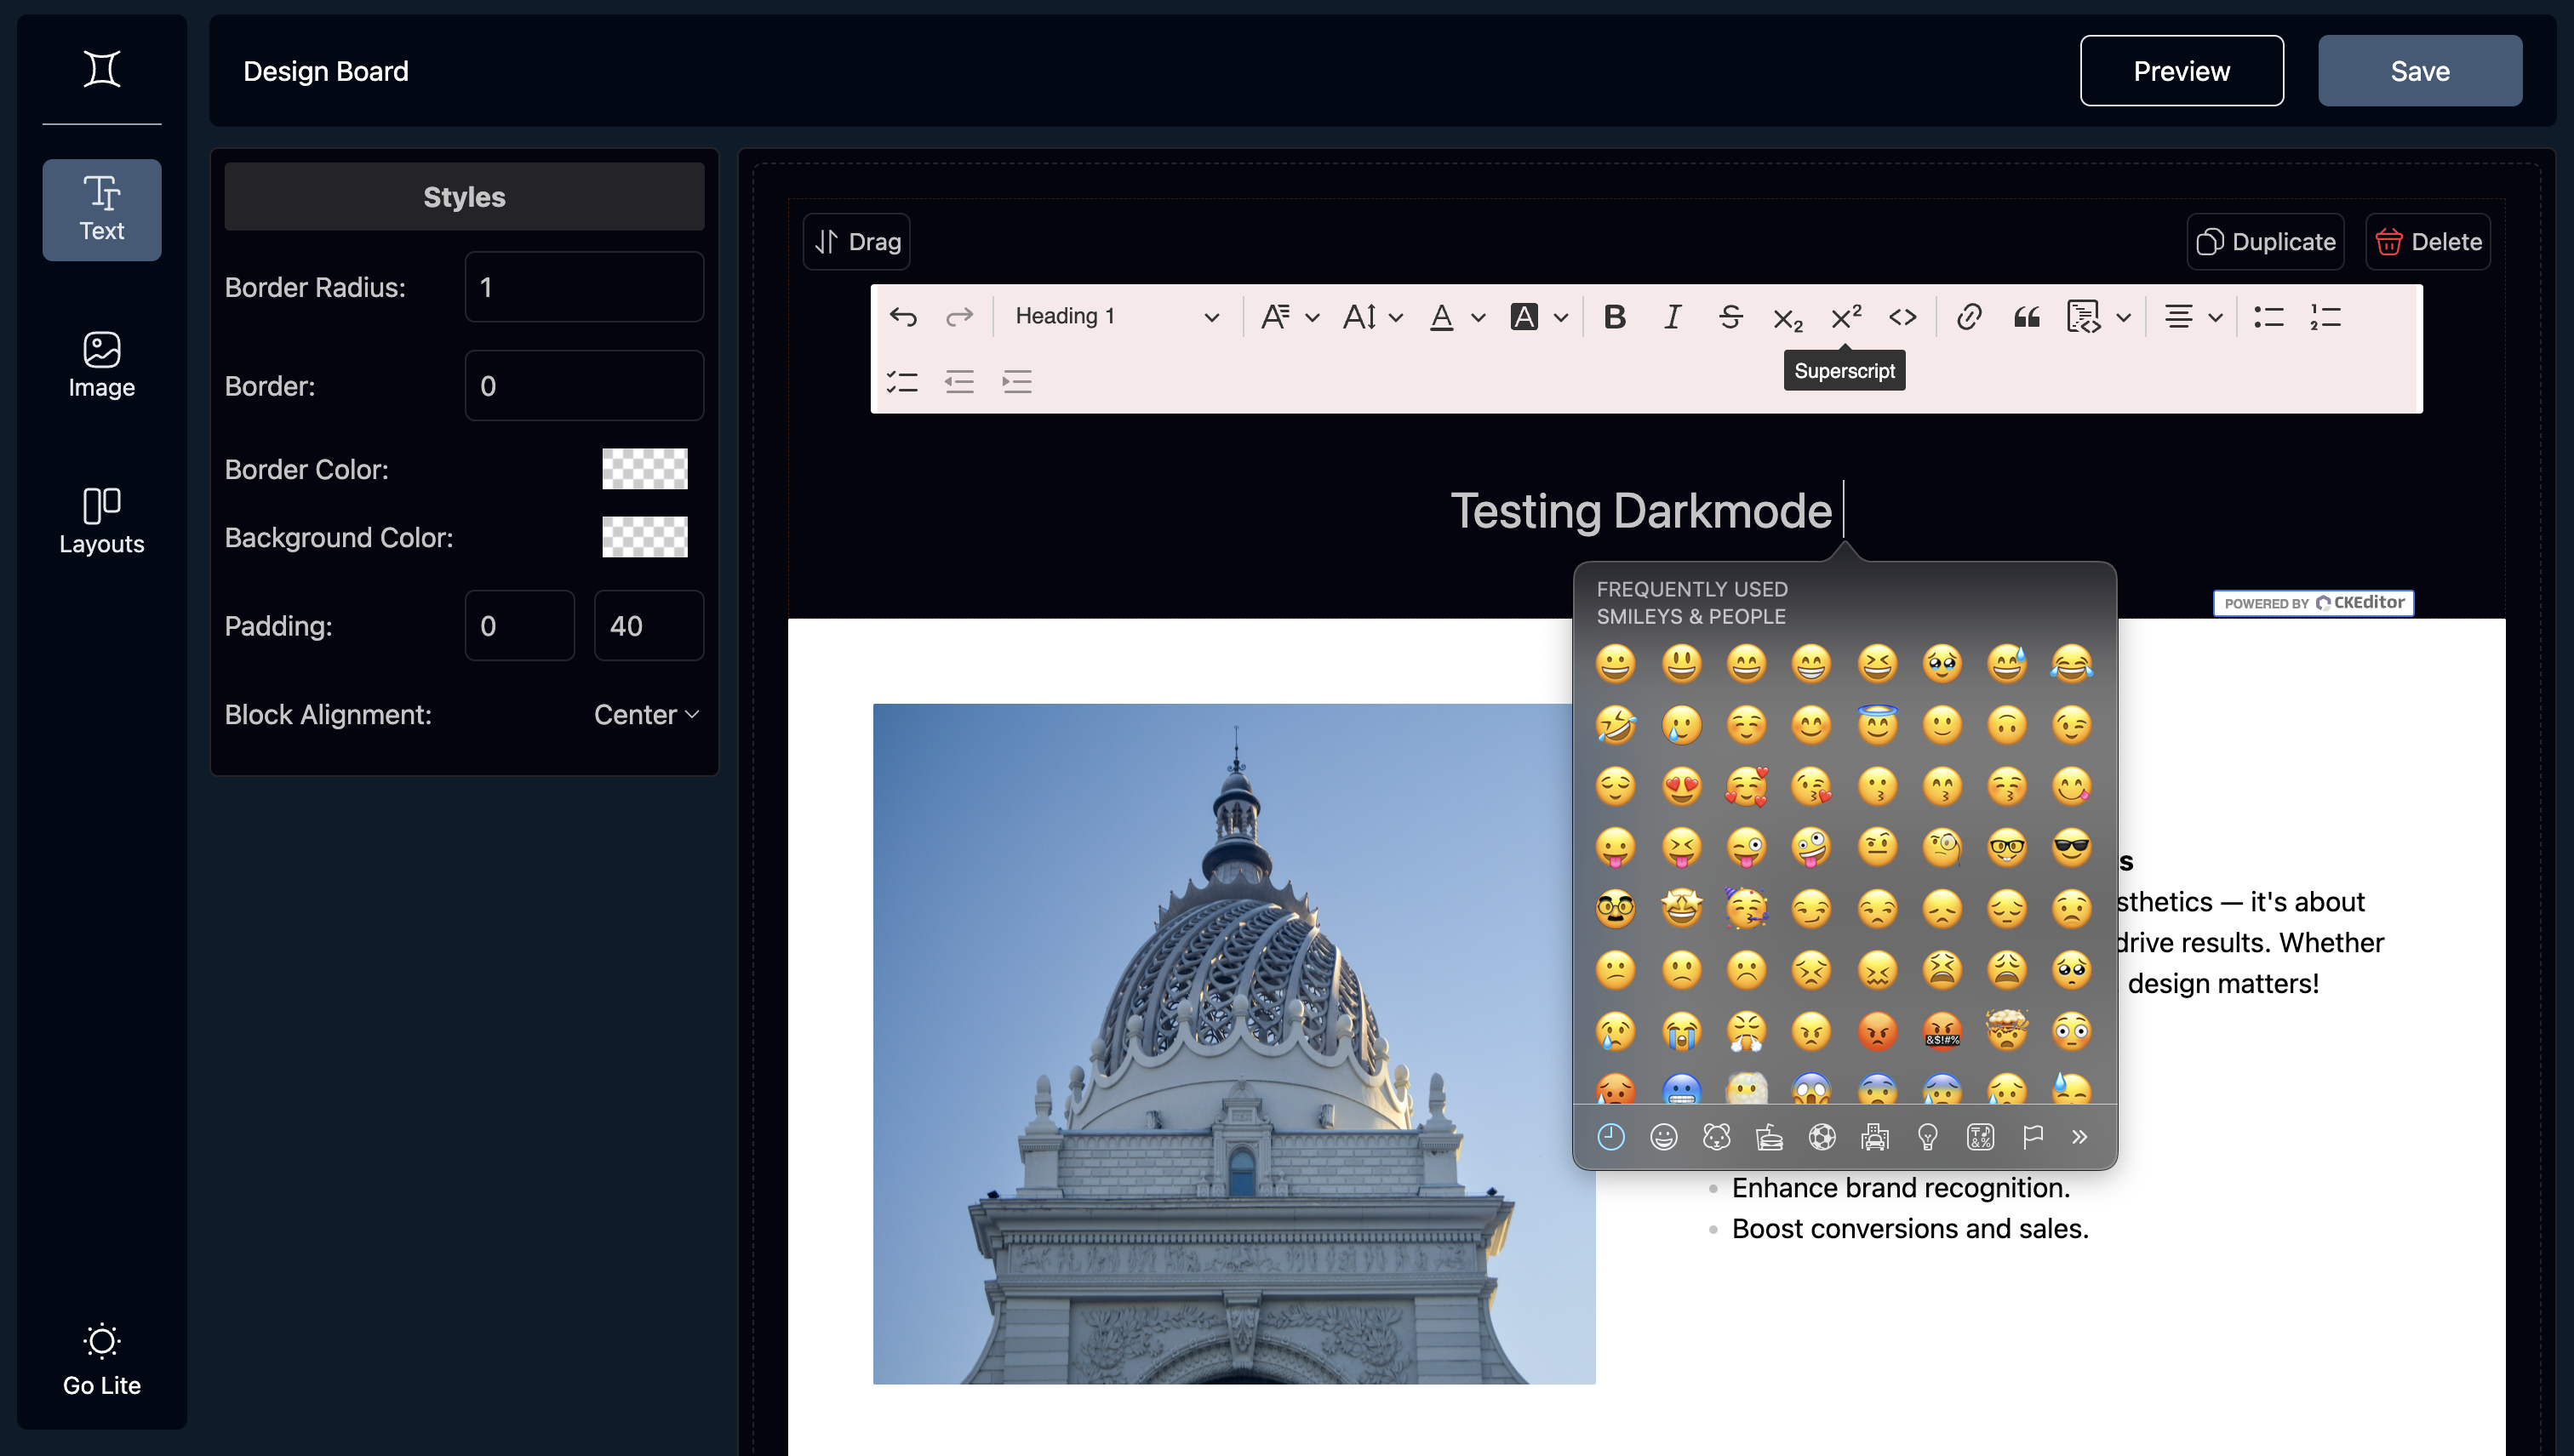 Design Board
Preview
Save
Text
Image
Layouts
Go Lite
Styles
Border Radius: 1
Border: 0
Border Color:
Background Color:
Padding: 0 40
Block Alignment: Center
Drag
Duplicate
Delete
Heading 1
Superscript
Testing Darkmode
FREQUENTLY USED
SMILEYS & PEOPLE
POWERED BY CKEditor
it's about
drive results. Whether
design matters!
Enhance brand recognition.
Boost conversions and sales.